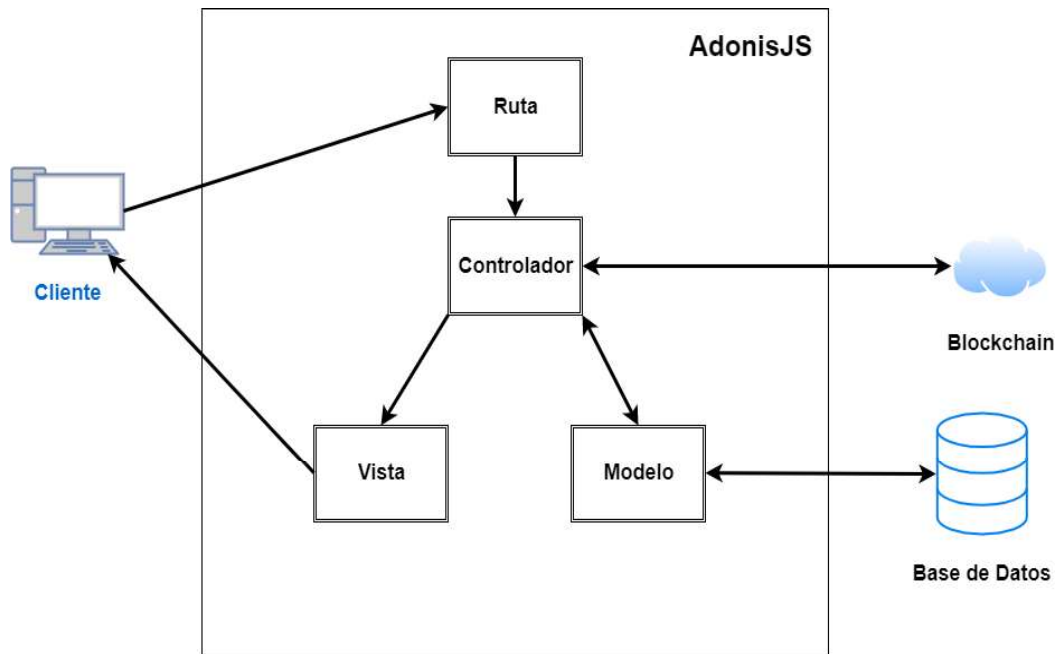 AdonisJS
Ruta
Controlador
Cliente
Blockchain
Vista
Modelo
Base de Datos